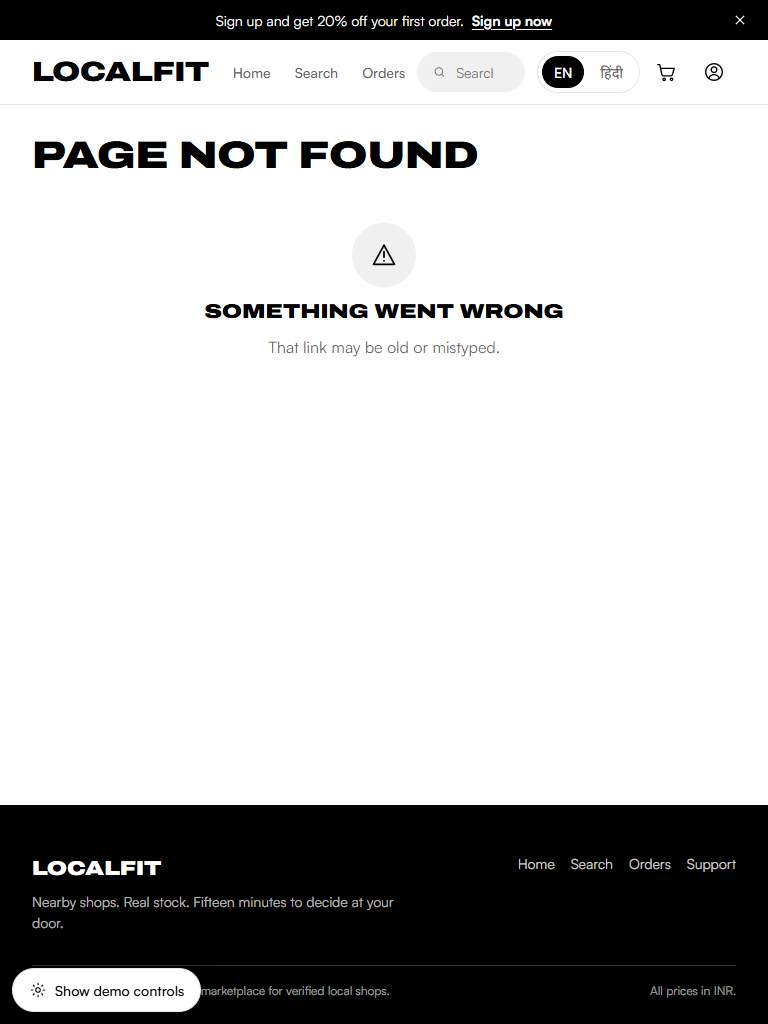 Sign up and get 20% off your first order. Sign up now
LOCALFIT
Home Search Orders
Searcl
EN हिंदी
PAGE NOT FOUND
SOMETHING WENT WRONG
That link may be old or mistyped.
LOCALFIT
Home Search Orders Support
Nearby shops. Real stock. Fifteen minutes to decide at your
door.
Show demo controls
marketplace for verified local shops.
All prices in INR.